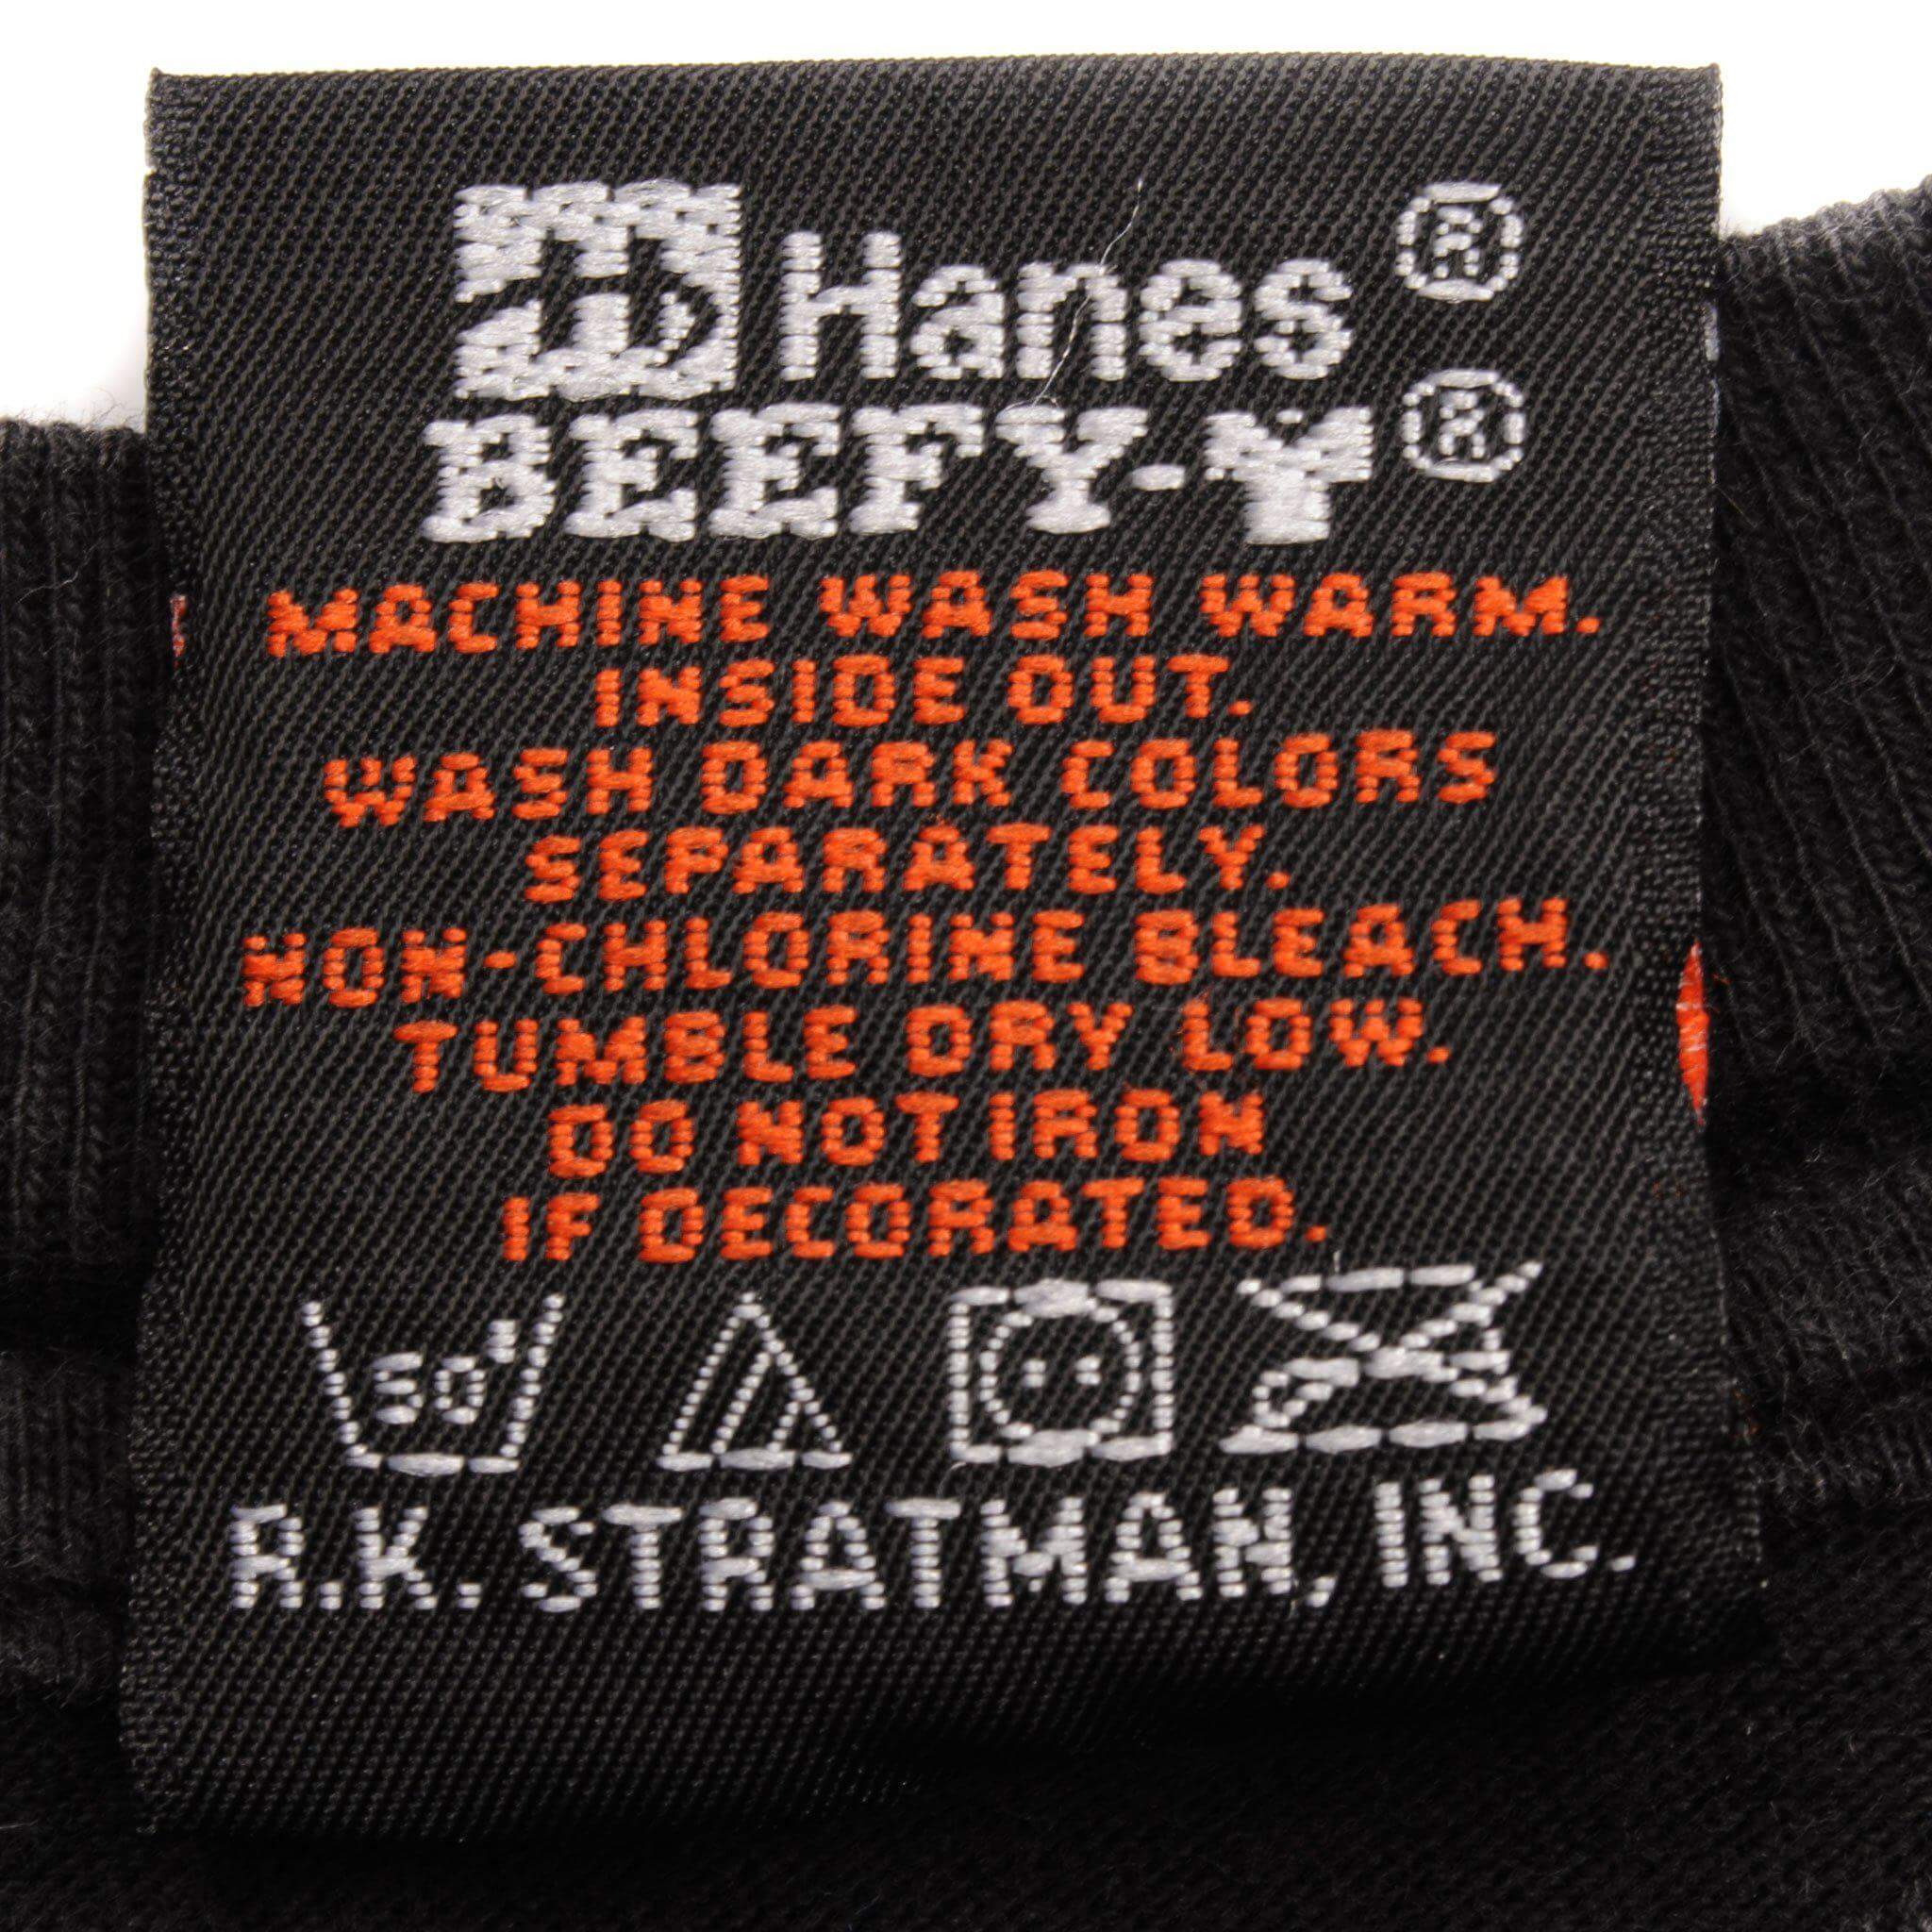 Hanes ®
BEEFY-T ®
MACHINE WASH WARM.
INSIDE OUT.
WASH DARK COLORS
SEPARATELY.
NON-CHLORINE BLEACH.
TUMBLE DRY LOW.
DO NOT IRON
IF DECORATED.
50°
R.K. STRATMAN, INC.